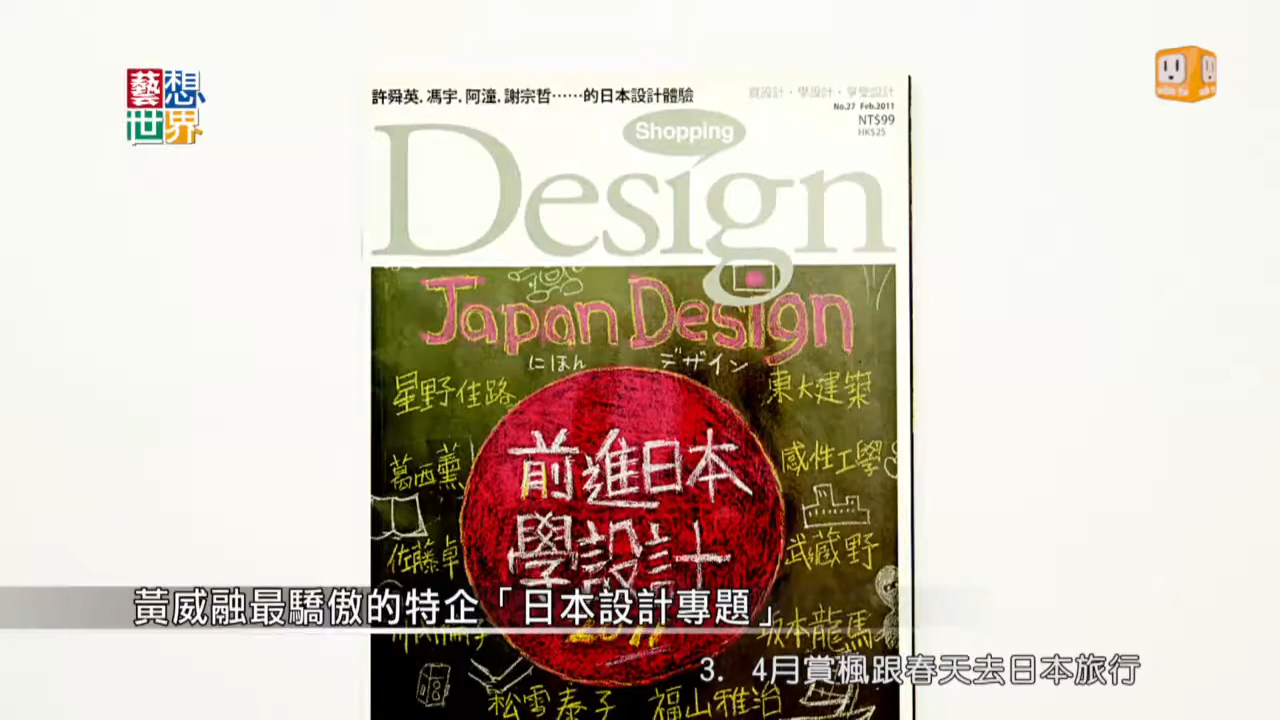 藝想
世界
許舜英.馮宇.阿潼.謝宗哲……的日本設計體驗
買設計・學設計・享受設計
No.27 Feb.2011
NT$99
HK$25
Shopping
Design
Japan Design
にほん デザイン
星野佳路
東大建築
葛西薫
前進日本
感性工學
佐藤卓
學設計
武蔵野
黃威融最驕傲的特企「日本設計專題」
2011
坂本龍馬
3. 4月賞楓跟春天去日本旅行
松雪泰子 福山雅治